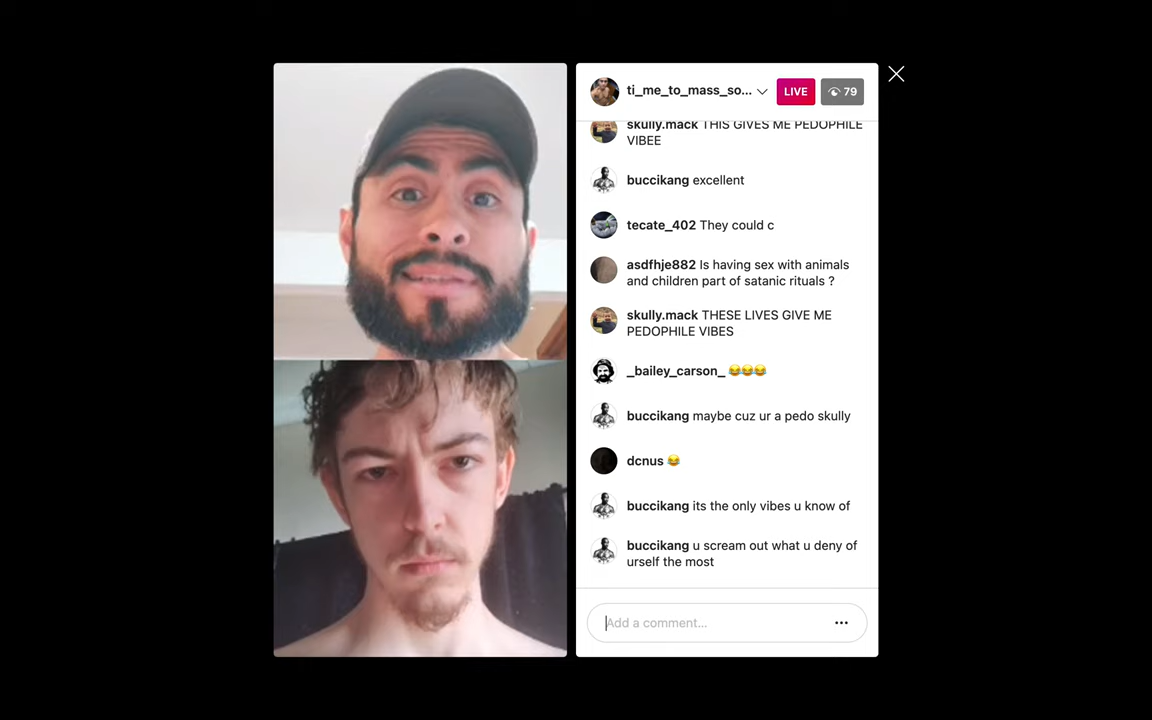 ti_me_to_mass_so...
LIVE
79
skully.mack THIS GIVES ME PEDOPHILE
VIBEE
buccikang excellent
tecate_402 They could c
asdfhje882 Is having sex with animals
and children part of satanic rituals ?
skully.mack THESE LIVES GIVE ME
PEDOPHILE VIBES
_bailey_carson_ 😂😂😂
buccikang maybe cuz ur a pedo skully
dcnus 😂
buccikang its the only vibes u know of
buccikang u scream out what u deny of
urself the most
Add a comment...